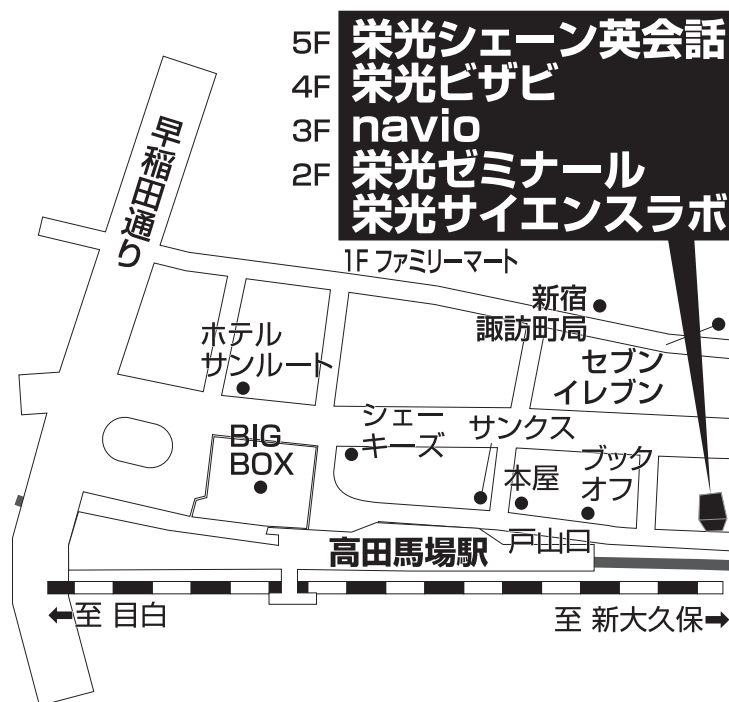 5F 栄光シェーン英会話
4F 栄光ビザビ
3F navio
2F 栄光ゼミナール
栄光サイエンスラボ
1F ファミリーマート
早稲田通り
新宿
諏訪町局
ホテル
サンルート
セブン
イレブン
BIG
BOX
シェー
キーズ
サンクス
本屋
ブック
オフ
高田馬場駅
戸山口
←至 目白
至 新大久保→